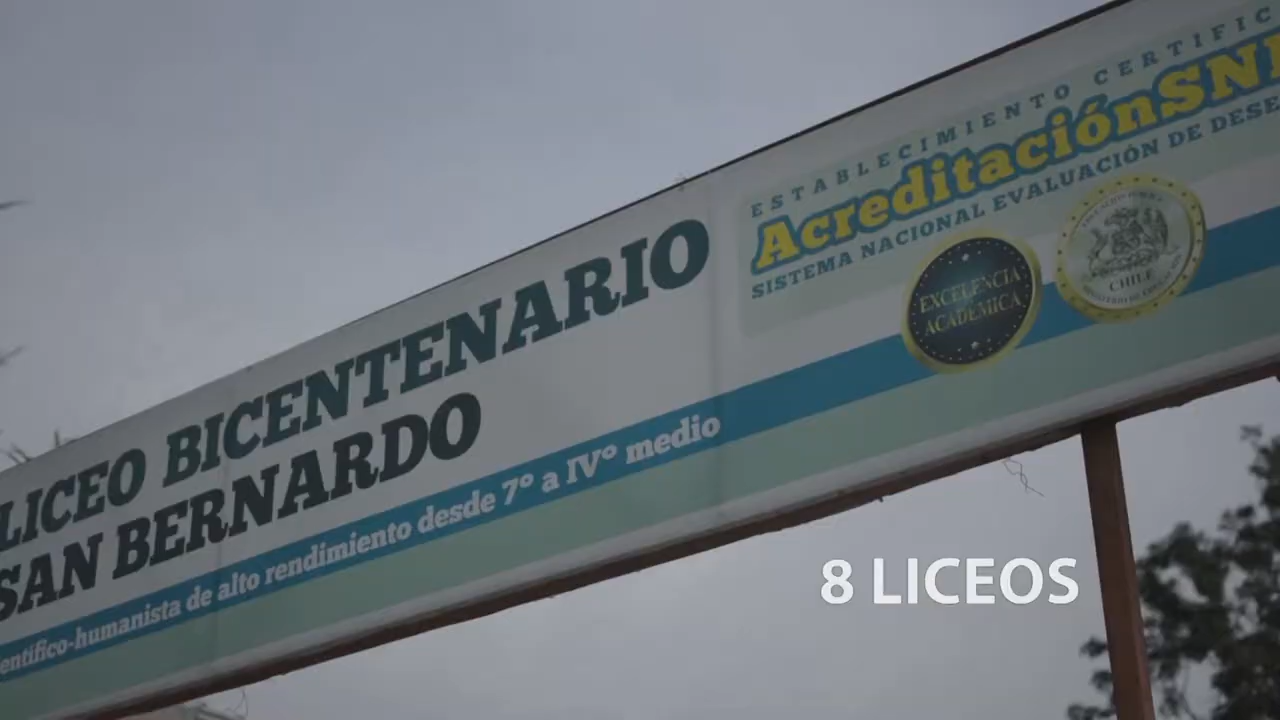 LICEO BICENTENARIO
SAN BERNARDO
entífico-humanista de alto rendimiento desde 7° a IV° medio
ESTABLECIMIENTO CERTIFIC
AcreditaciónSN
SISTEMA NACIONAL EVALUACIÓN DE DESE
EXCELENCIA
ACADÉMICA
CHILE
8 LICEOS